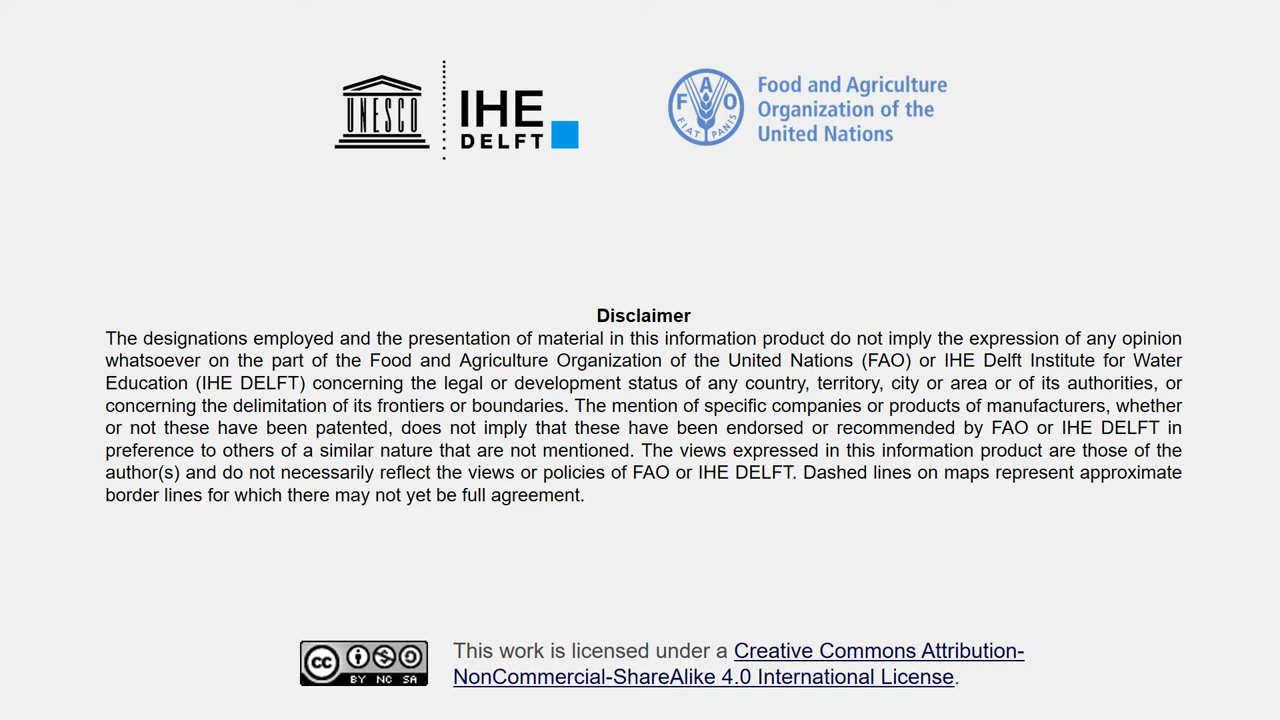 UNESCO
IHE
DELFT
F A O
FIAT PANIS
Food and Agriculture
Organization of the
United Nations
Disclaimer
The designations employed and the presentation of material in this information product do not imply the expression of any opinion
whatsoever on the part of the Food and Agriculture Organization of the United Nations (FAO) or IHE Delft Institute for Water
Education (IHE DELFT) concerning the legal or development status of any country, territory, city or area or of its authorities, or
concerning the delimitation of its frontiers or boundaries. The mention of specific companies or products of manufacturers, whether
or not these have been patented, does not imply that these have been endorsed or recommended by FAO or IHE DELFT in
preference to others of a similar nature that are not mentioned. The views expressed in this information product are those of the
author(s) and do not necessarily reflect the views or policies of FAO or IHE DELFT. Dashed lines on maps represent approximate
border lines for which there may not yet be full agreement.
cc
BY NC SA
This work is licensed under a Creative Commons Attribution-
NonCommercial-ShareAlike 4.0 International License.